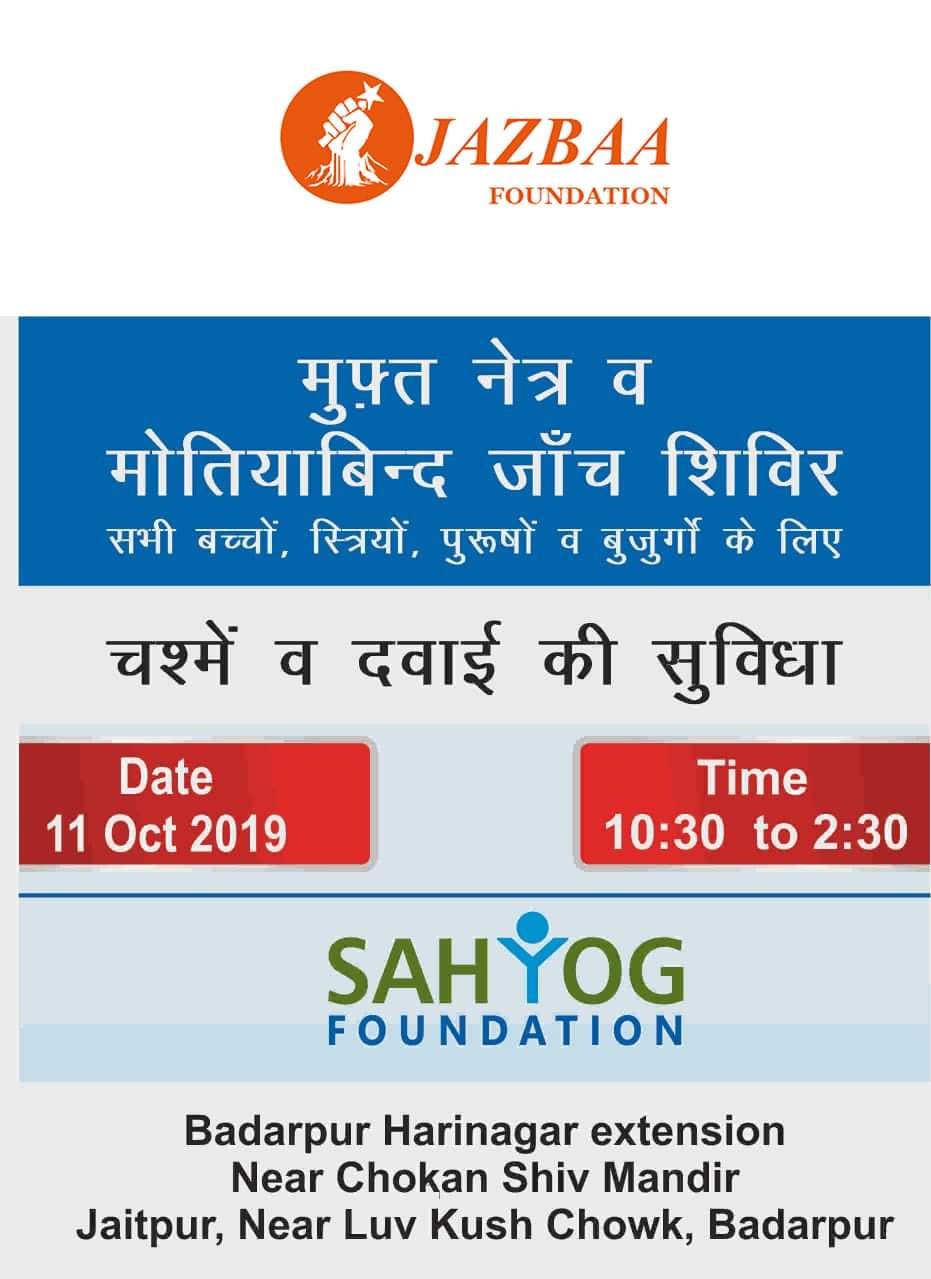 JAZBAA
FOUNDATION
मुफ़्त नेत्र व
मोतियाबिन्द जाँच शिविर
सभी बच्चों, स्त्रियों, पुरूषों व बुजुर्गों के लिए
चश्में व दवाई की सुविधा
Date
11 Oct 2019
Time
10:30 to 2:30
SAHYOG
FOUNDATION
Badarpur Harinagar extension
Near Chokan Shiv Mandir
Jaitpur, Near Luv Kush Chowk, Badarpur